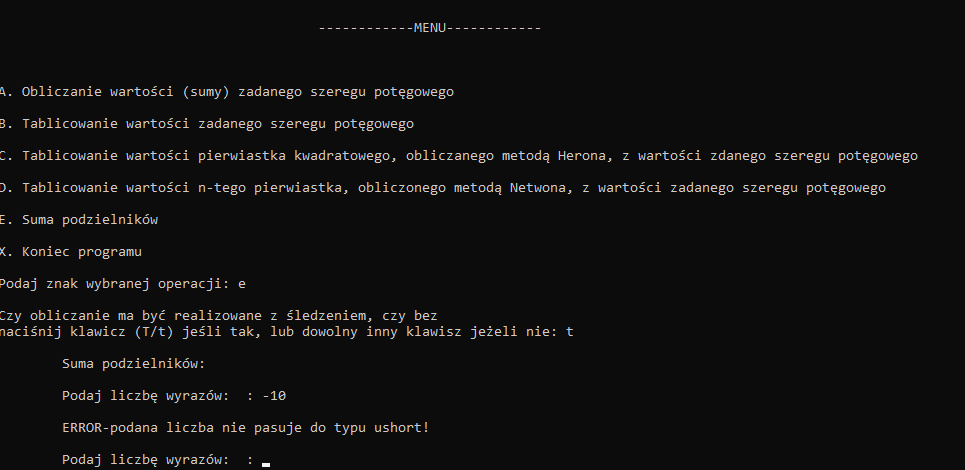 ------------MENU------------
A. Obliczanie wartości (sumy) zadanego szeregu potęgowego
B. Tablicowanie wartości zadanego szeregu potęgowego
C. Tablicowanie wartości pierwiastka kwadratowego, obliczanego metodą Herona, z wartości zdanego szeregu potęgowego
D. Tablicowanie wartości n-tego pierwiastka, obliczonego metodą Netwona, z wartości zadanego szeregu potęgowego
E. Suma podzielników
X. Koniec programu
Podaj znak wybranej operacji: e
Czy obliczanie ma być realizowane z śledzeniem, czy bez
naciśnij klawicz (T/t) jeśli tak, lub dowolny inny klawisz jeżeli nie: t
Suma podzielników:
Podaj liczbę wyrazów:  : -10
ERROR-podana liczba nie pasuje do typu ushort!
Podaj liczbę wyrazów:  :